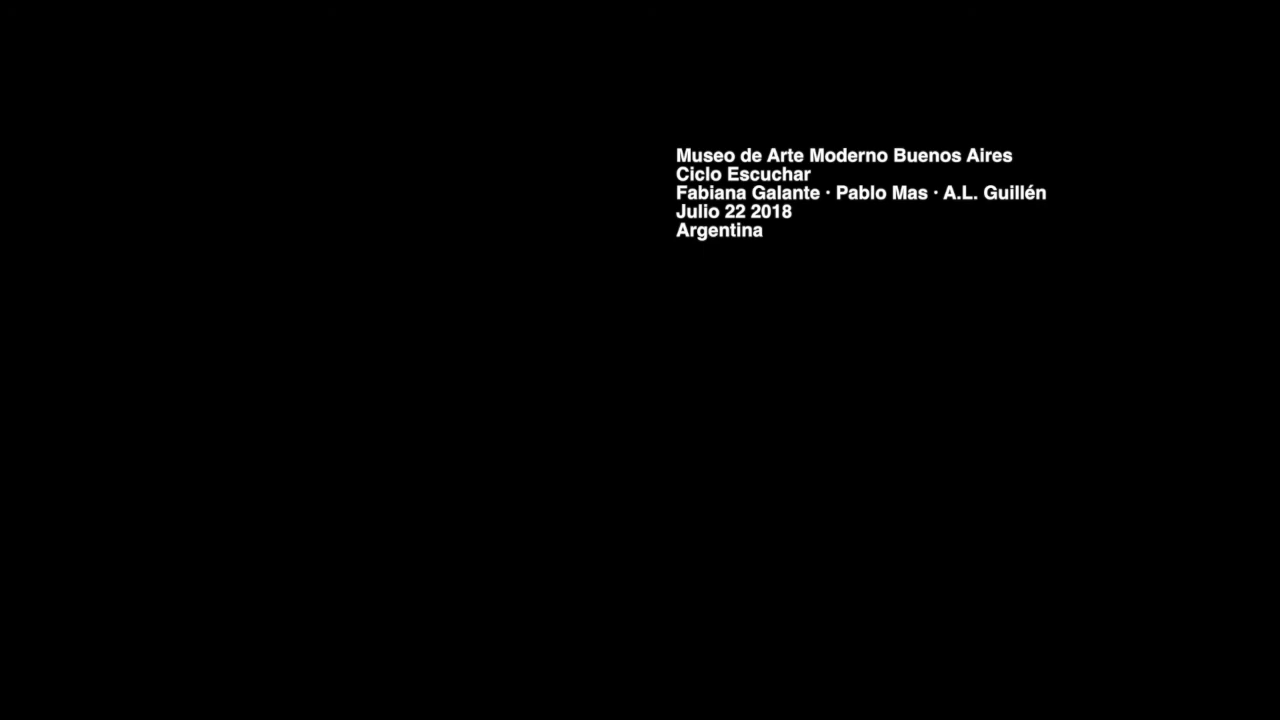 Museo de Arte Moderno Buenos Aires
Ciclo Escuchar
Fabiana Galante · Pablo Mas · A.L. Guillén
Julio 22 2018
Argentina